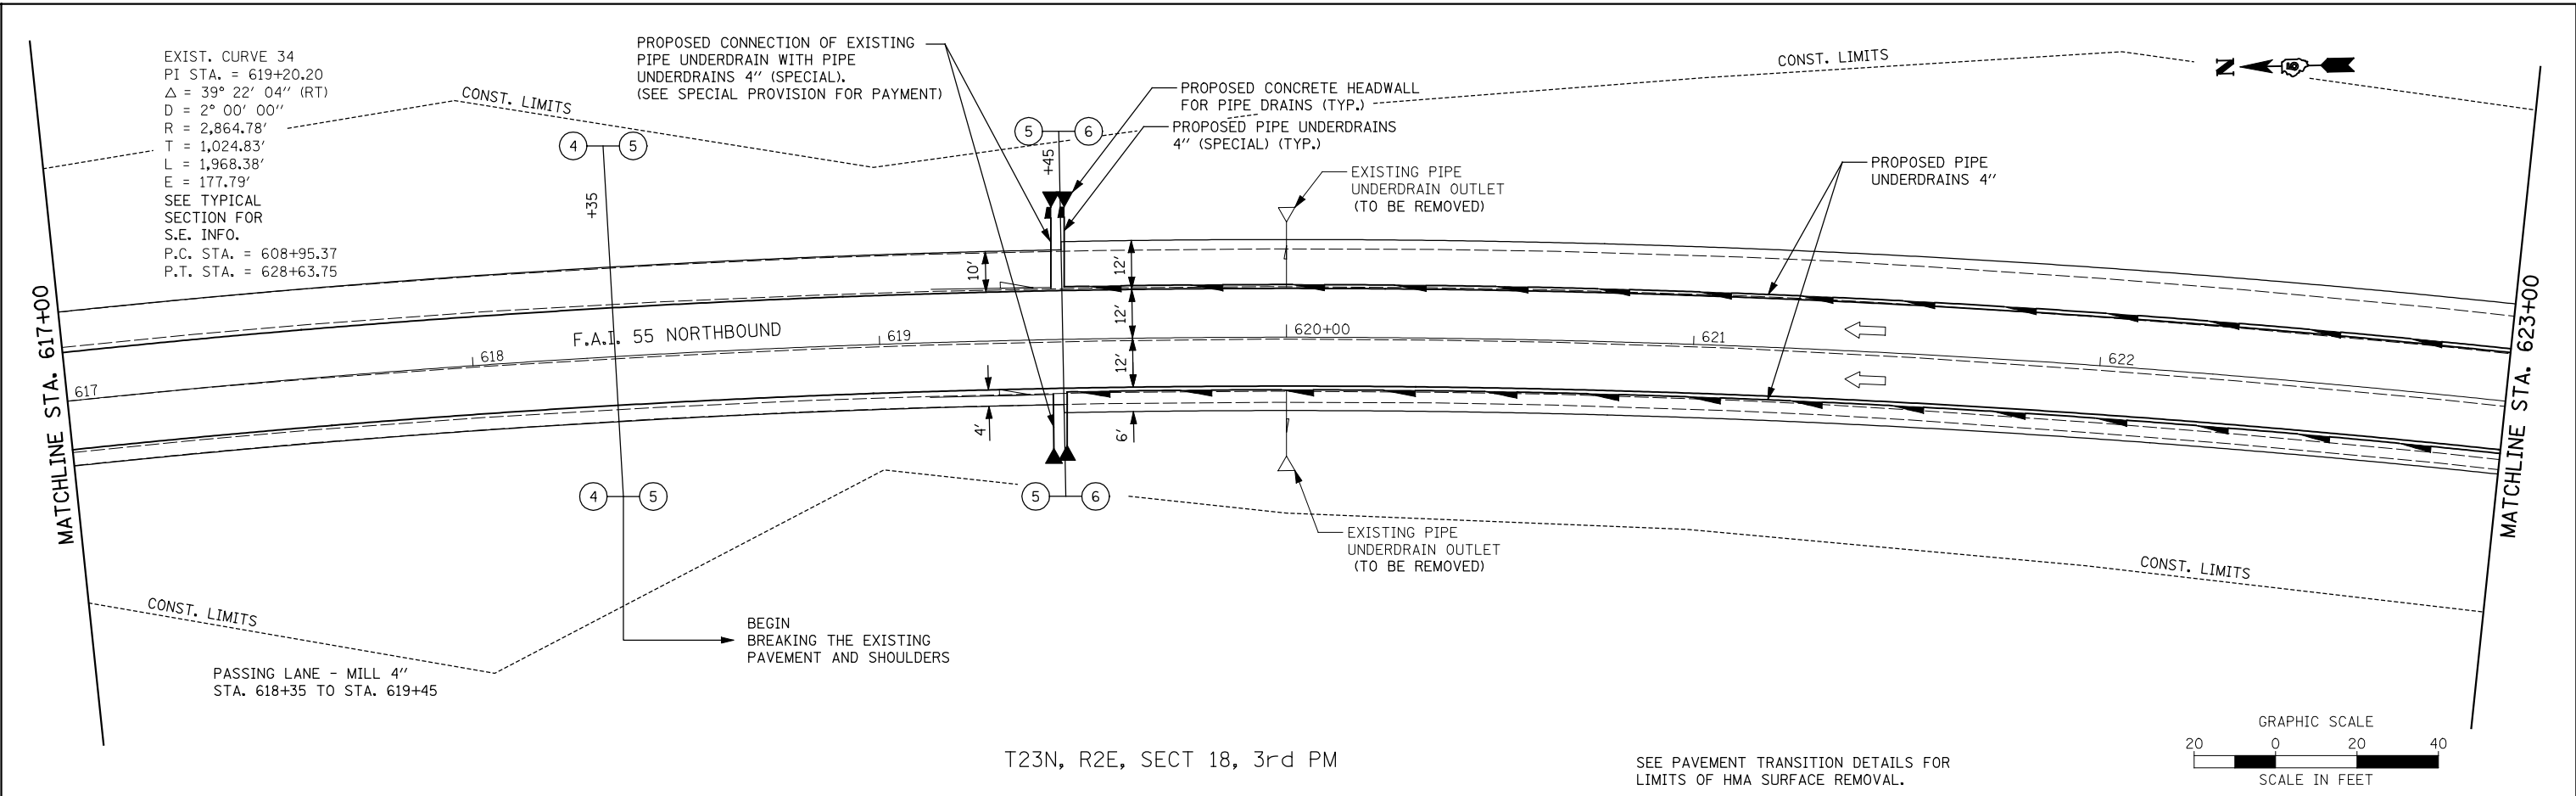 EXIST. CURVE 34
PI STA. = 619+20.20
△ = 39° 22' 04" (RT)
D = 2° 00' 00"
R = 2,864.78'
T = 1,024.83'
L = 1,968.38'
E = 177.79'
SEE TYPICAL
SECTION FOR
S.E. INFO.
P.C. STA. = 608+95.37
P.T. STA. = 628+63.75
CONST. LIMITS
PROPOSED CONNECTION OF EXISTING
PIPE UNDERDRAIN WITH PIPE
UNDERDRAINS 4" (SPECIAL).
(SEE SPECIAL PROVISION FOR PAYMENT)
PROPOSED CONCRETE HEADWALL
FOR PIPE DRAINS (TYP.)
PROPOSED PIPE UNDERDRAINS
4" (SPECIAL) (TYP.)
CONST. LIMITS
N
4
5
+35
5
6
+45
EXISTING PIPE
UNDERDRAIN OUTLET
(TO BE REMOVED)
PROPOSED PIPE
UNDERDRAINS 4"
MATCHLINE STA. 617+00
F.A.I. 55 NORTHBOUND
10'
12'
12'
12'
4'
6'
617
618
619
620+00
621
622
MATCHLINE STA. 623+00
4
5
5
6
EXISTING PIPE
UNDERDRAIN OUTLET
(TO BE REMOVED)
CONST. LIMITS
CONST. LIMITS
BEGIN
BREAKING THE EXISTING
PAVEMENT AND SHOULDERS
PASSING LANE - MILL 4"
STA. 618+35 TO STA. 619+45
T23N, R2E, SECT 18, 3rd PM
SEE PAVEMENT TRANSITION DETAILS FOR
LIMITS OF HMA SURFACE REMOVAL.
GRAPHIC SCALE
20 0 20 40
SCALE IN FEET